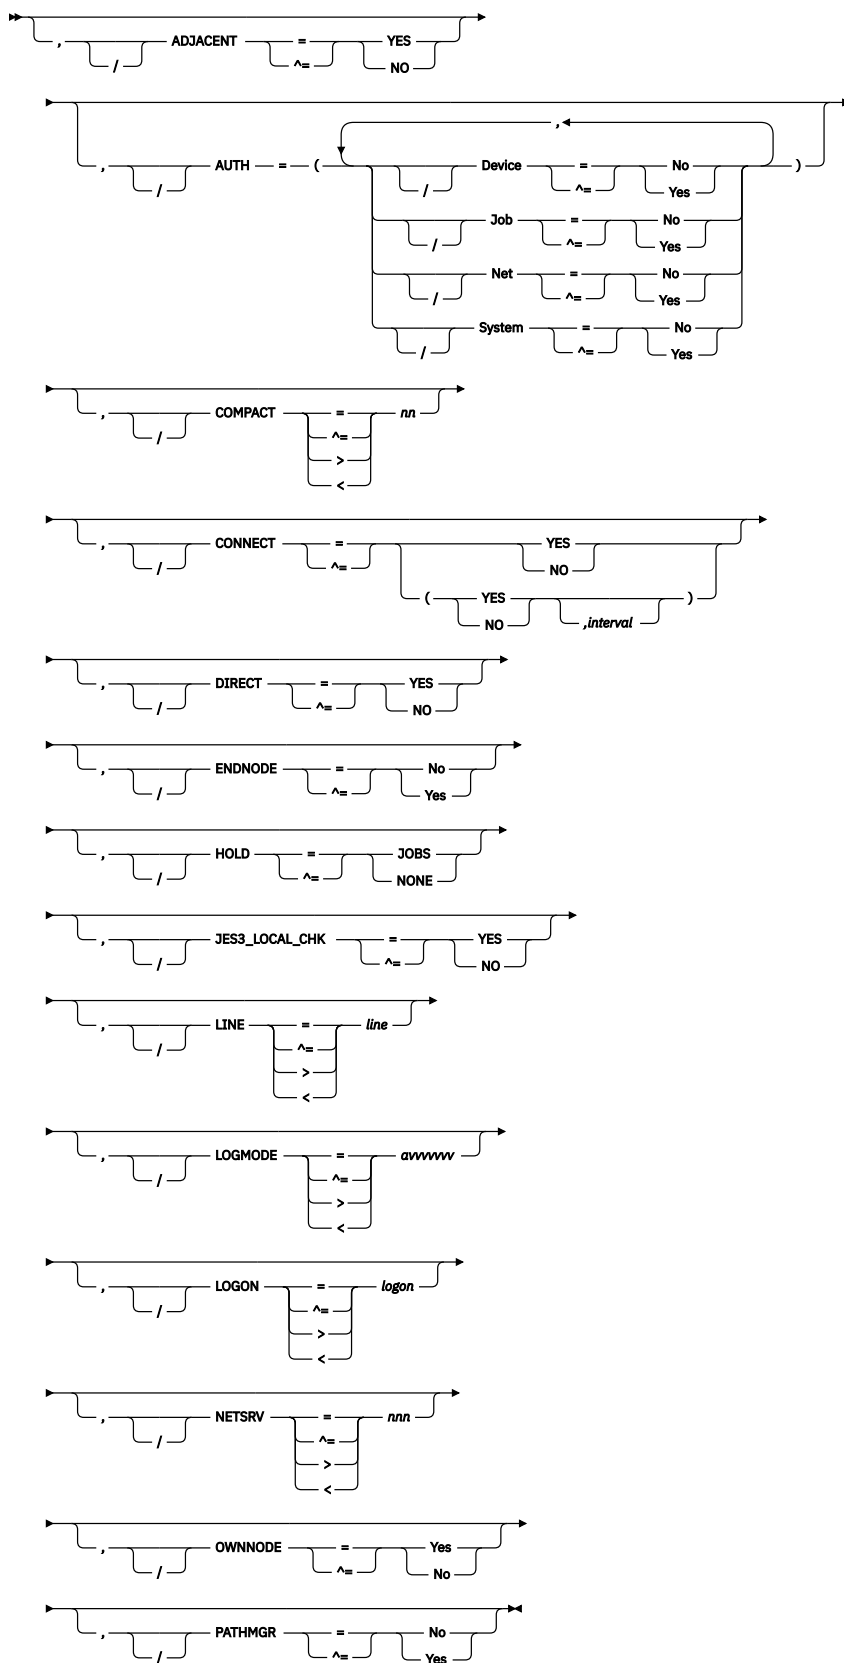 , ADJACENT = YES
/ ^= NO
,
, AUTH = ( Device = No )
/ / ^= Yes
Job = No
/ ^= Yes
Net = No
/ ^= Yes
System = No
/ ^= Yes
, COMPACT = nn
/ ^=
>
<
, CONNECT = YES
/ ^= NO
( YES )
NO ,interval
, DIRECT = YES
/ ^= NO
, ENDNODE = No
/ ^= Yes
, HOLD = JOBS
/ ^= NONE
, JES3_LOCAL_CHK = YES
/ ^= NO
, LINE = line
/ ^=
>
<
, LOGMODE = avvvvvvv
/ ^=
>
<
, LOGON = logon
/ ^=
>
<
, NETSRV = nnn
/ ^=
>
<
, OWNNODE = Yes
/ ^= No
, PATHMGR = No
/ ^= Yes